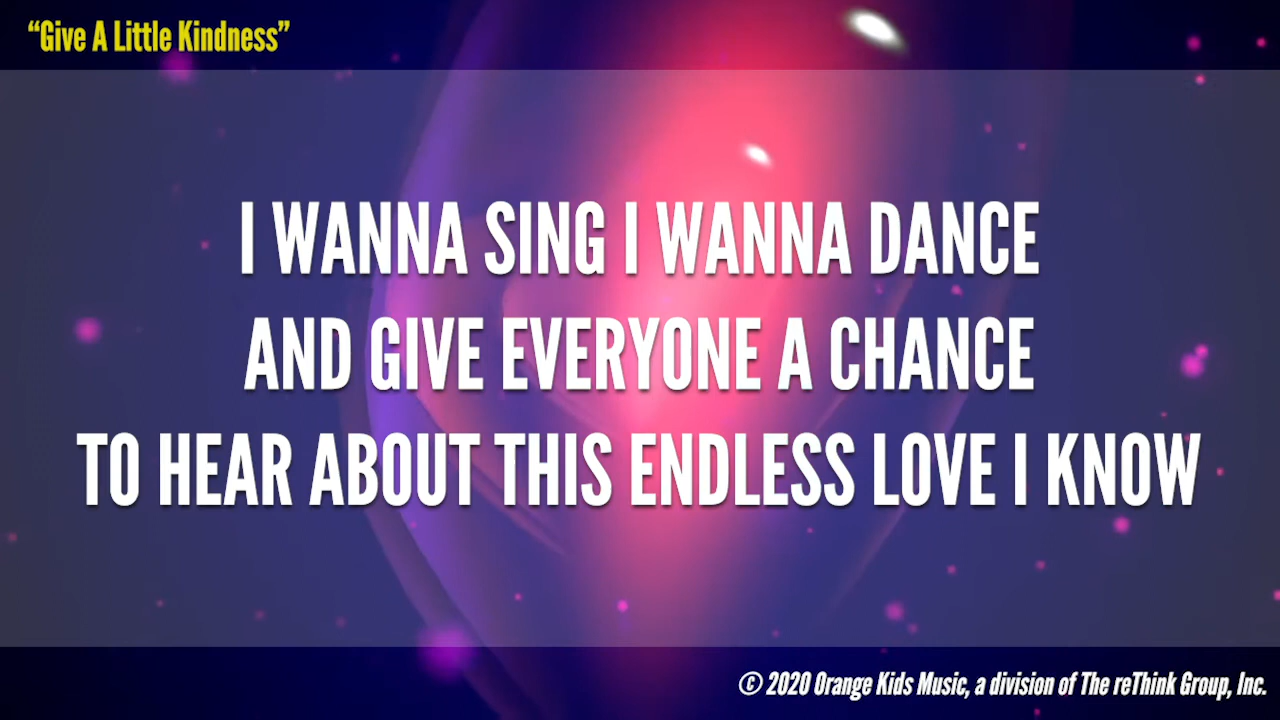 “Give A Little Kindness”
I WANNA SING I WANNA DANCE
AND GIVE EVERYONE A CHANCE
TO HEAR ABOUT THIS ENDLESS LOVE I KNOW
© 2020 Orange Kids Music, a division of The reThink Group, Inc.